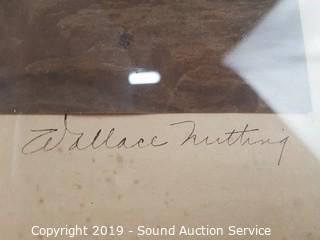 Wallace Nutting
Copyright 2019 - Sound Auction Service